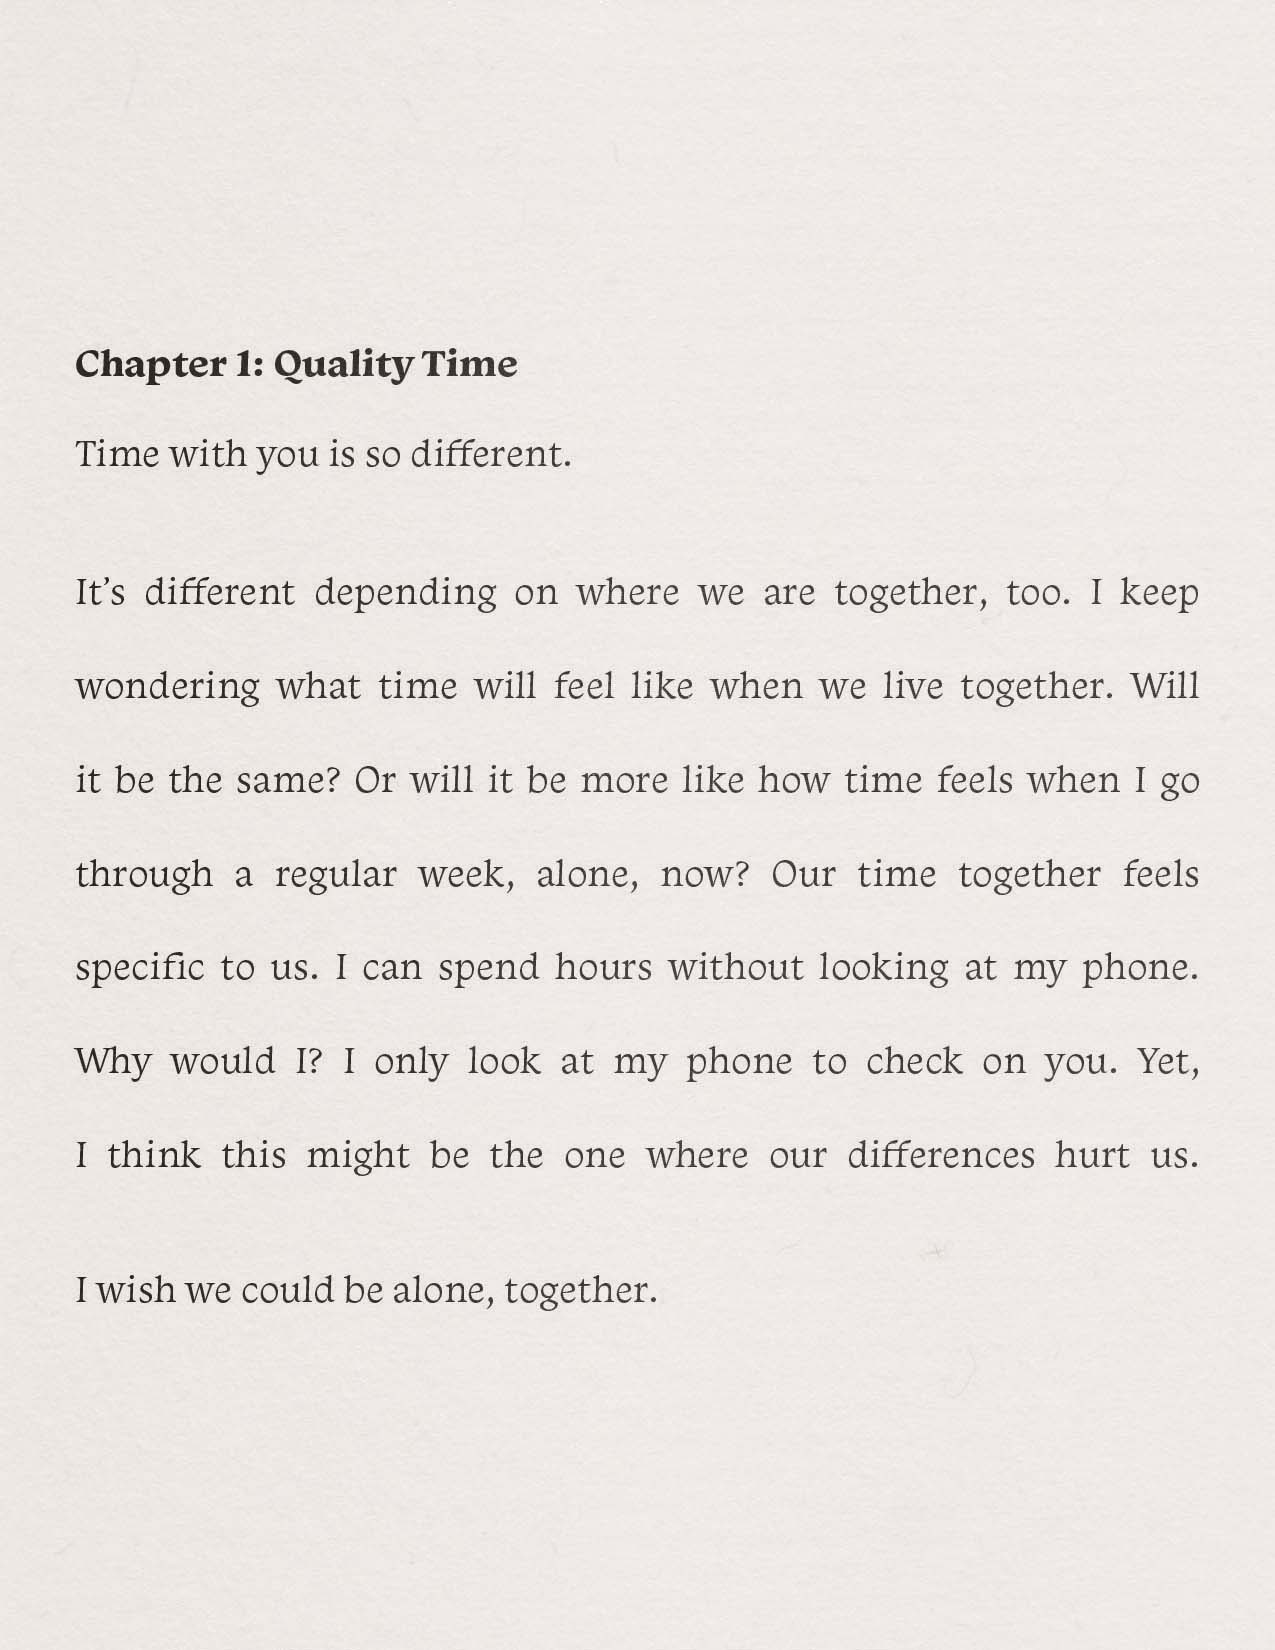 Chapter 1: Quality Time
Time with you is so different.
It’s different depending on where we are together, too. I keep
wondering what time will feel like when we live together. Will
it be the same? Or will it be more like how time feels when I go
through a regular week, alone, now? Our time together feels
specific to us. I can spend hours without looking at my phone.
Why would I? I only look at my phone to check on you. Yet,
I think this might be the one where our differences hurt us.
I wish we could be alone, together.